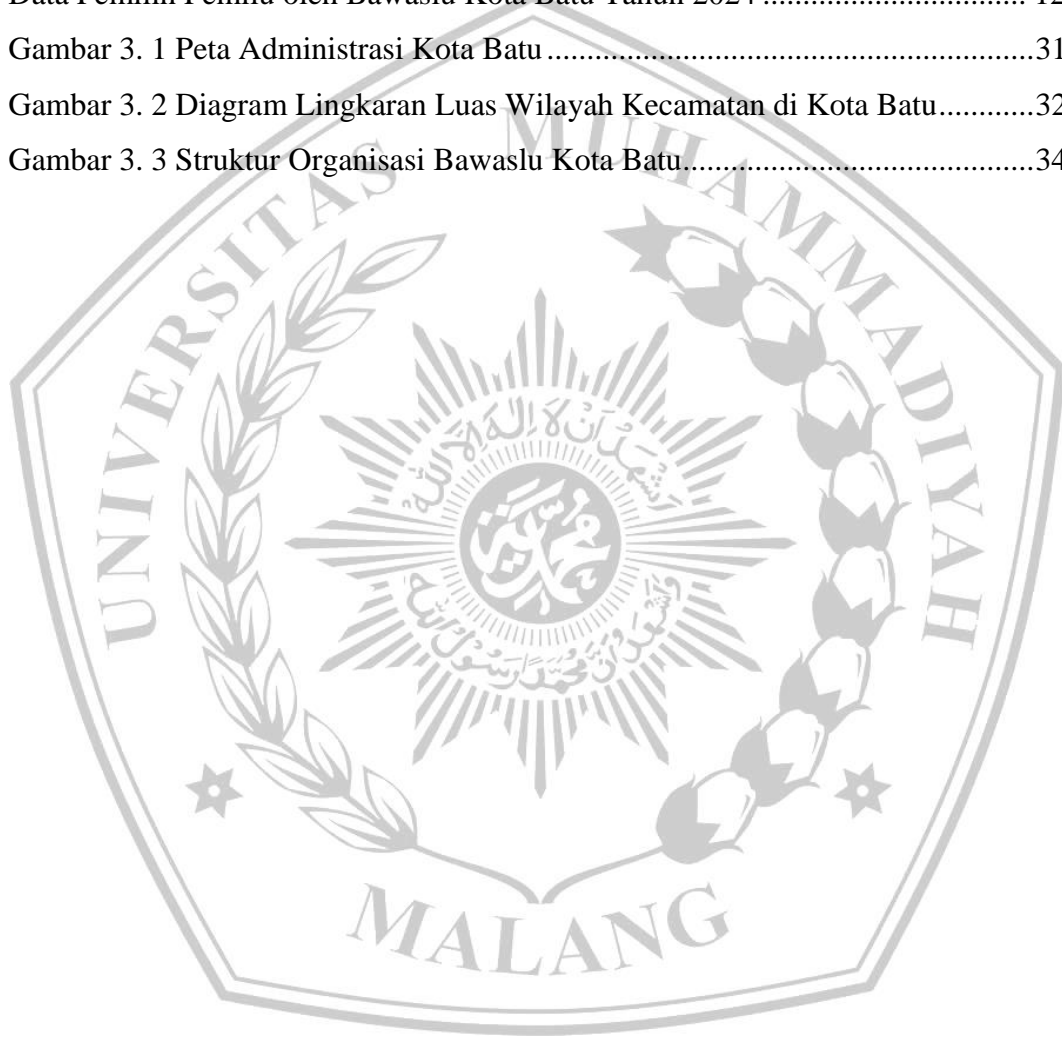 Data Pemilih Pemilu oleh Bawaslu Kota Batu Tahun 2024 ............................... 12
Gambar 3. 1 Peta Administrasi Kota Batu ........................................................ 31
Gambar 3. 2 Diagram Lingkaran Luas Wilayah Kecamatan di Kota Batu ............. 32
Gambar 3. 3 Struktur Organisasi Bawaslu Kota Batu ........................................ 34
UNIVERSITAS MUHAMMADIYAH
MALANG